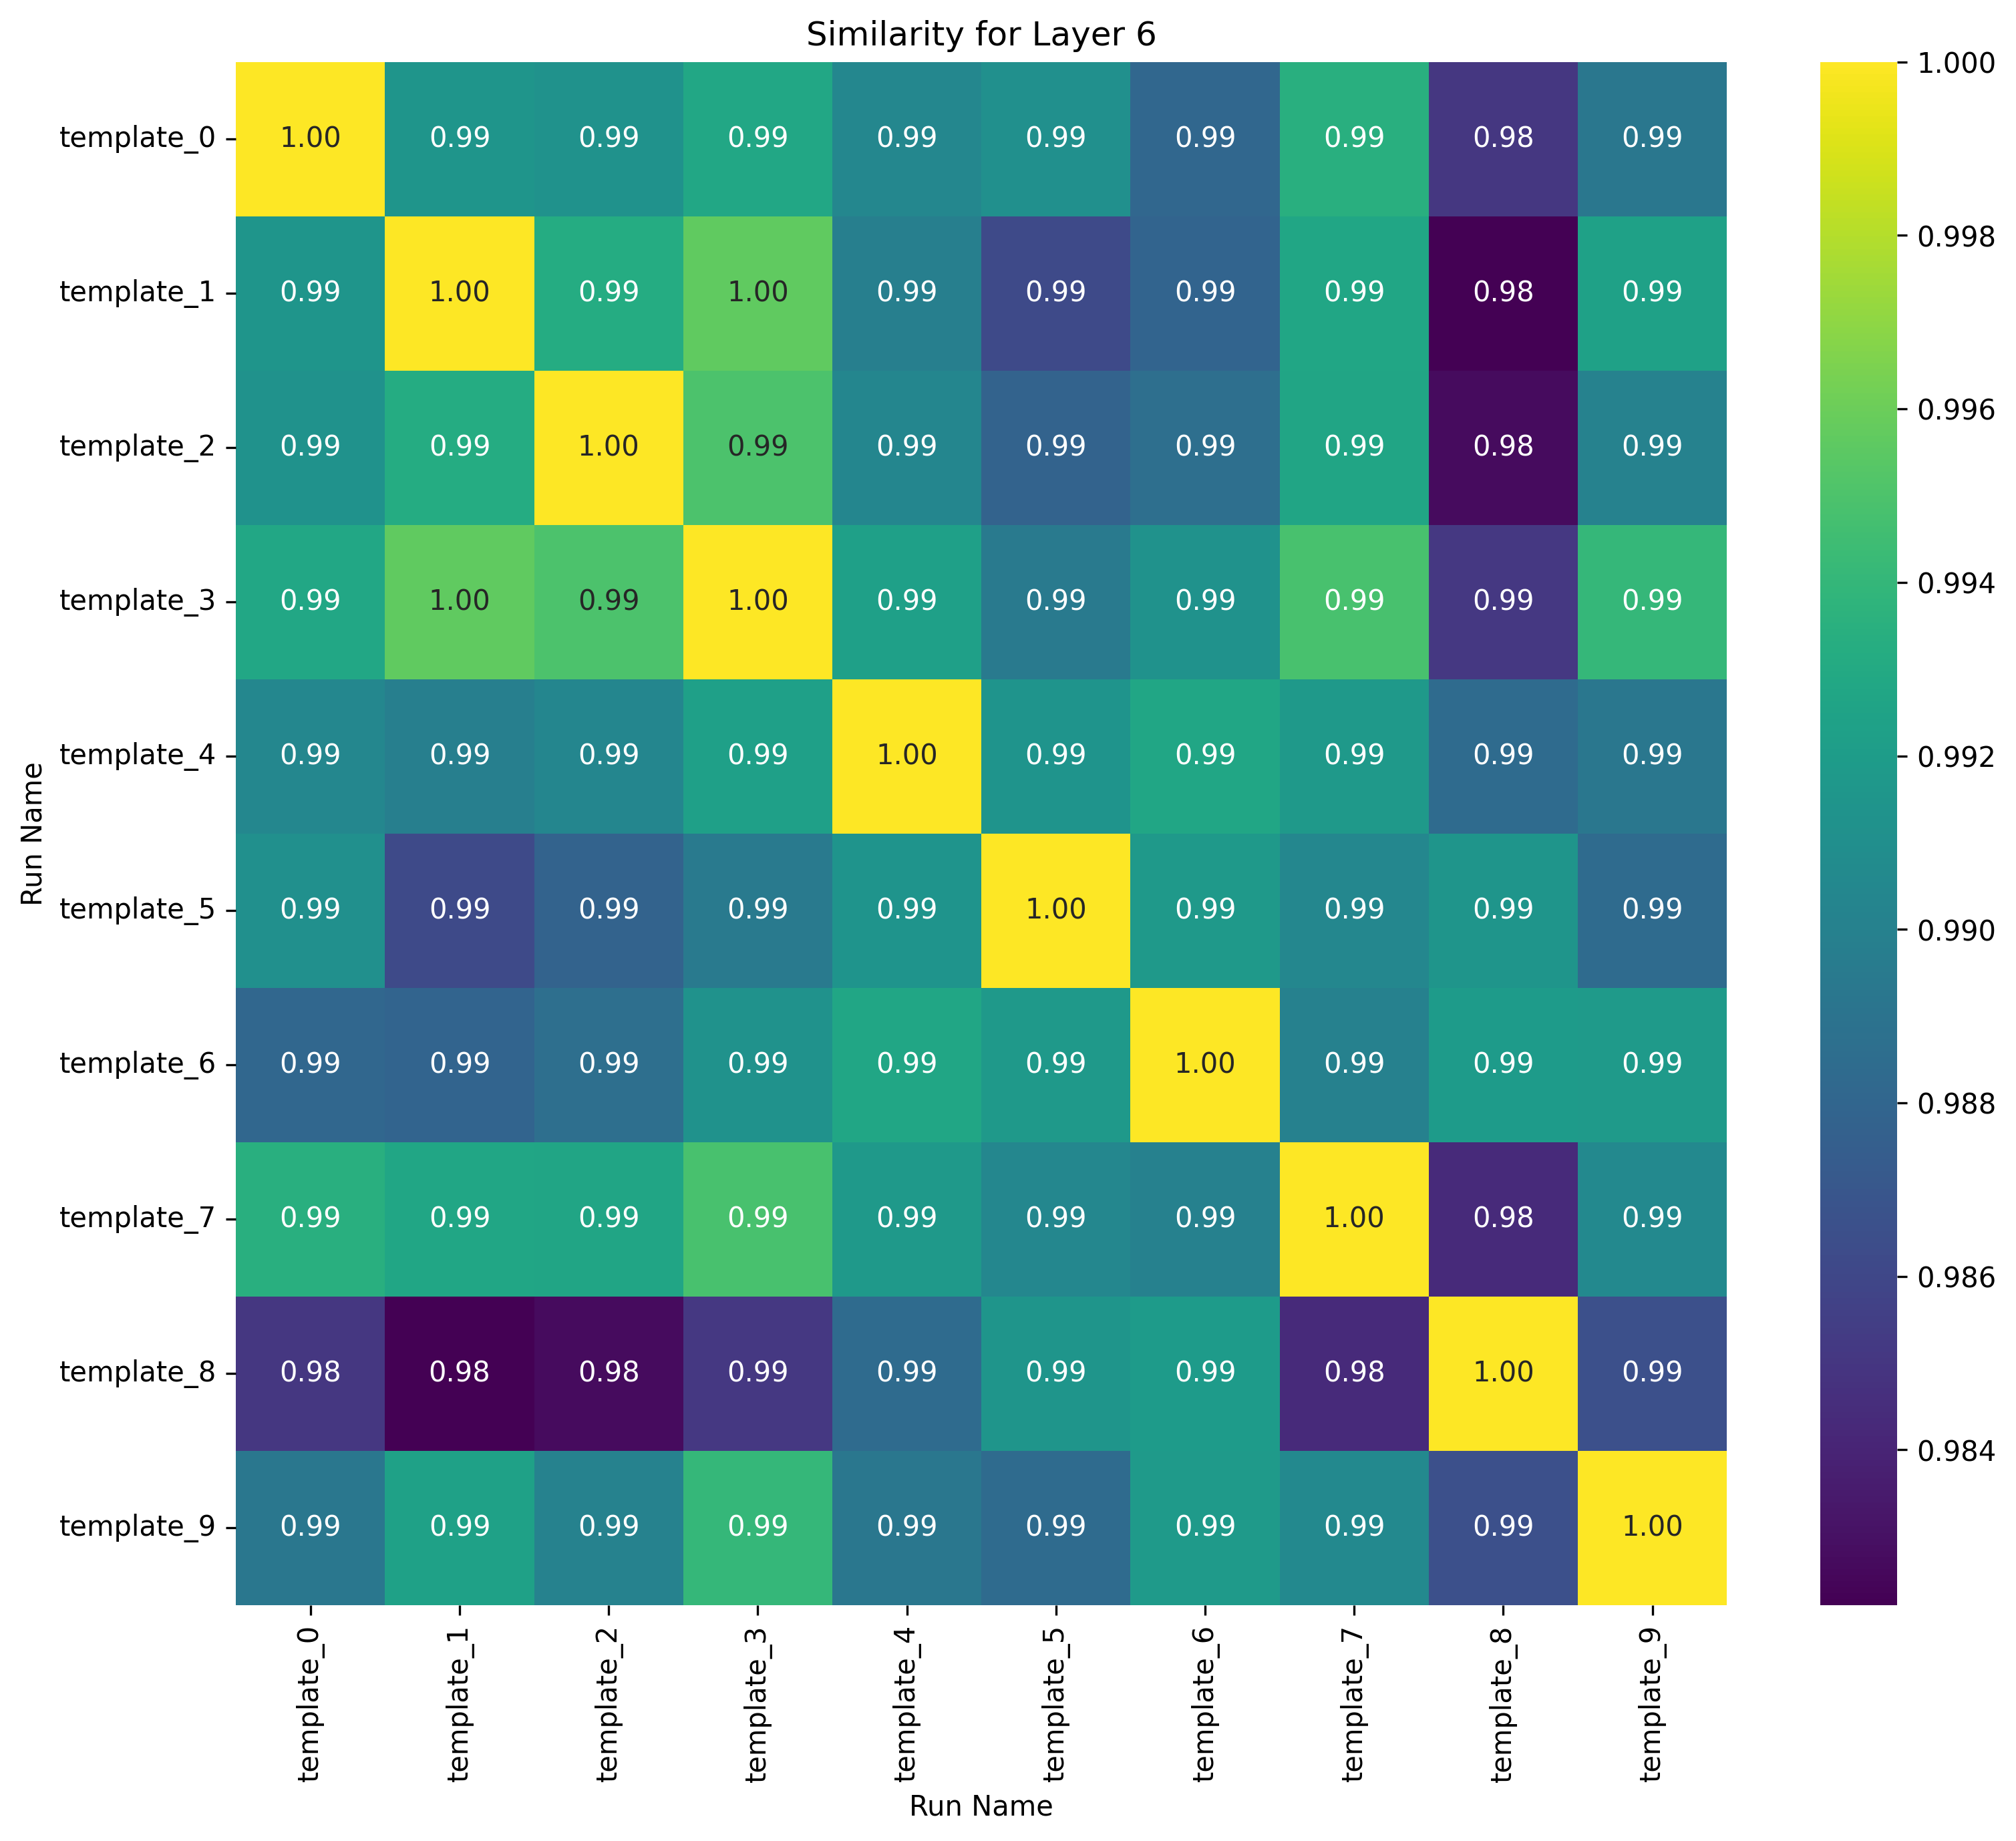 Similarity for Layer 6
template_0 1.00 0.99 0.99 0.99 0.99 0.99 0.99 0.99 0.98 0.99
template_1 0.99 1.00 0.99 1.00 0.99 0.99 0.99 0.99 0.98 0.99
template_2 0.99 0.99 1.00 0.99 0.99 0.99 0.99 0.99 0.98 0.99
template_3 0.99 1.00 0.99 1.00 0.99 0.99 0.99 0.99 0.99 0.99
template_4 0.99 0.99 0.99 0.99 1.00 0.99 0.99 0.99 0.99 0.99
template_5 0.99 0.99 0.99 0.99 0.99 1.00 0.99 0.99 0.99 0.99
template_6 0.99 0.99 0.99 0.99 0.99 0.99 1.00 0.99 0.99 0.99
template_7 0.99 0.99 0.99 0.99 0.99 0.99 0.99 1.00 0.98 0.99
template_8 0.98 0.98 0.98 0.99 0.99 0.99 0.99 0.98 1.00 0.99
template_9 0.99 0.99 0.99 0.99 0.99 0.99 0.99 0.99 0.99 1.00
Run Name
template_0 template_1 template_2 template_3 template_4 template_5 template_6 template_7 template_8 template_9
Run Name
1.000
0.998
0.996
0.994
0.992
0.990
0.988
0.986
0.984